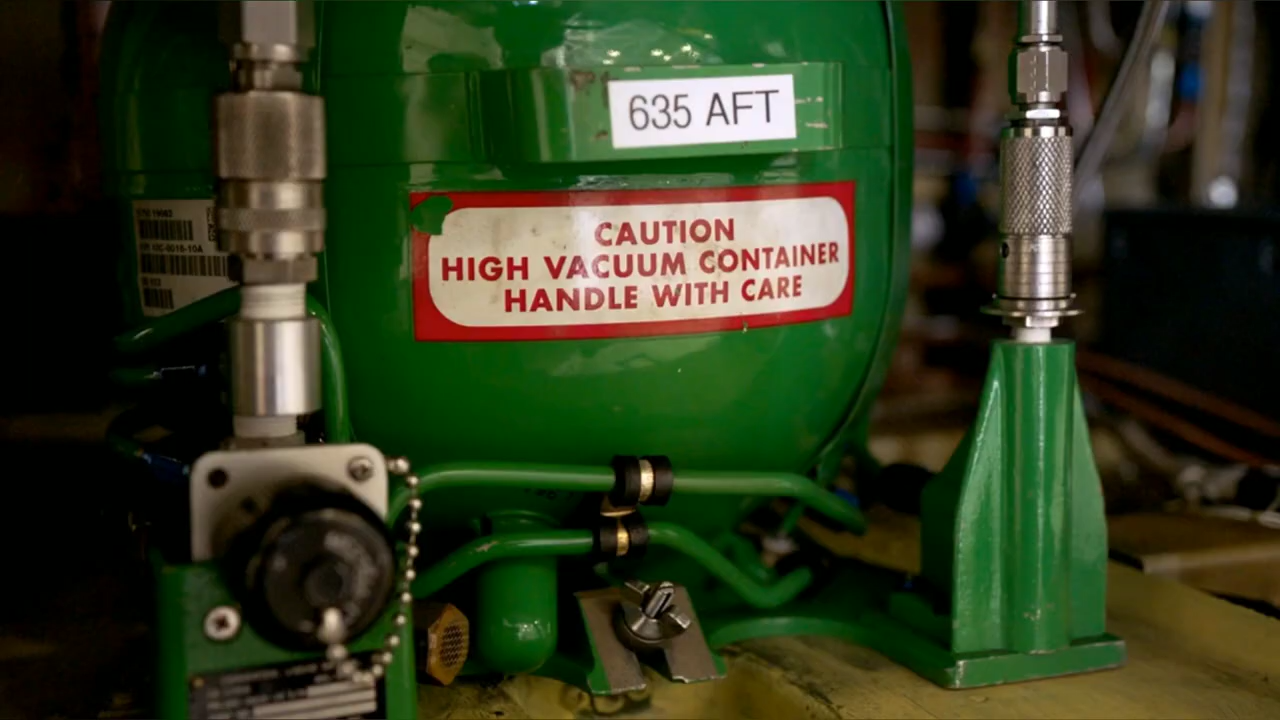 635 AFT
CAUTION
HIGH VACUUM CONTAINER
HANDLE WITH CARE